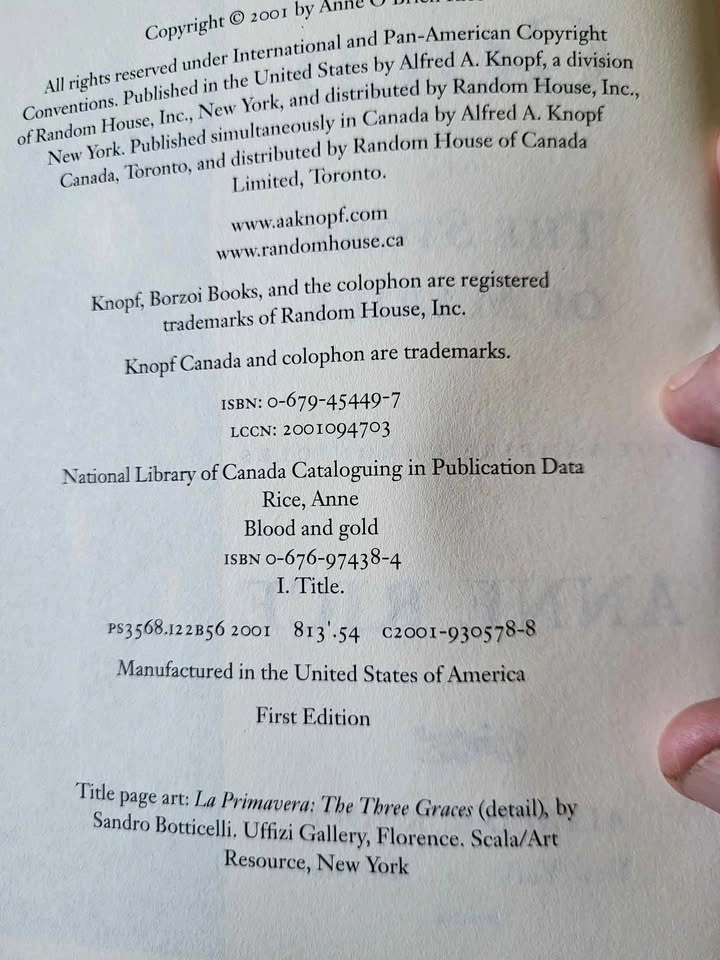 Copyright © 2001 by Anne O'Brien
All rights reserved under International and Pan-American Copyright
Conventions. Published in the United States by Alfred A. Knopf, a division
of Random House, Inc., New York, and distributed by Random House, Inc.,
New York. Published simultaneously in Canada by Alfred A. Knopf
Canada, Toronto, and distributed by Random House of Canada
Limited, Toronto.
www.aaknopf.com
www.randomhouse.ca
Knopf, Borzoi Books, and the colophon are registered
trademarks of Random House, Inc.
Knopf Canada and colophon are trademarks.
ISBN: 0-679-45449-7
LCCN: 2001094703
National Library of Canada Cataloguing in Publication Data
Rice, Anne
Blood and gold
ISBN 0-676-97438-4
I. Title.
PS3568.I22B56 2001 813'.54 C2001-930578-8
Manufactured in the United States of America
First Edition
Title page art: La Primavera: The Three Graces (detail), by
Sandro Botticelli. Uffizi Gallery, Florence. Scala/Art
Resource, New York